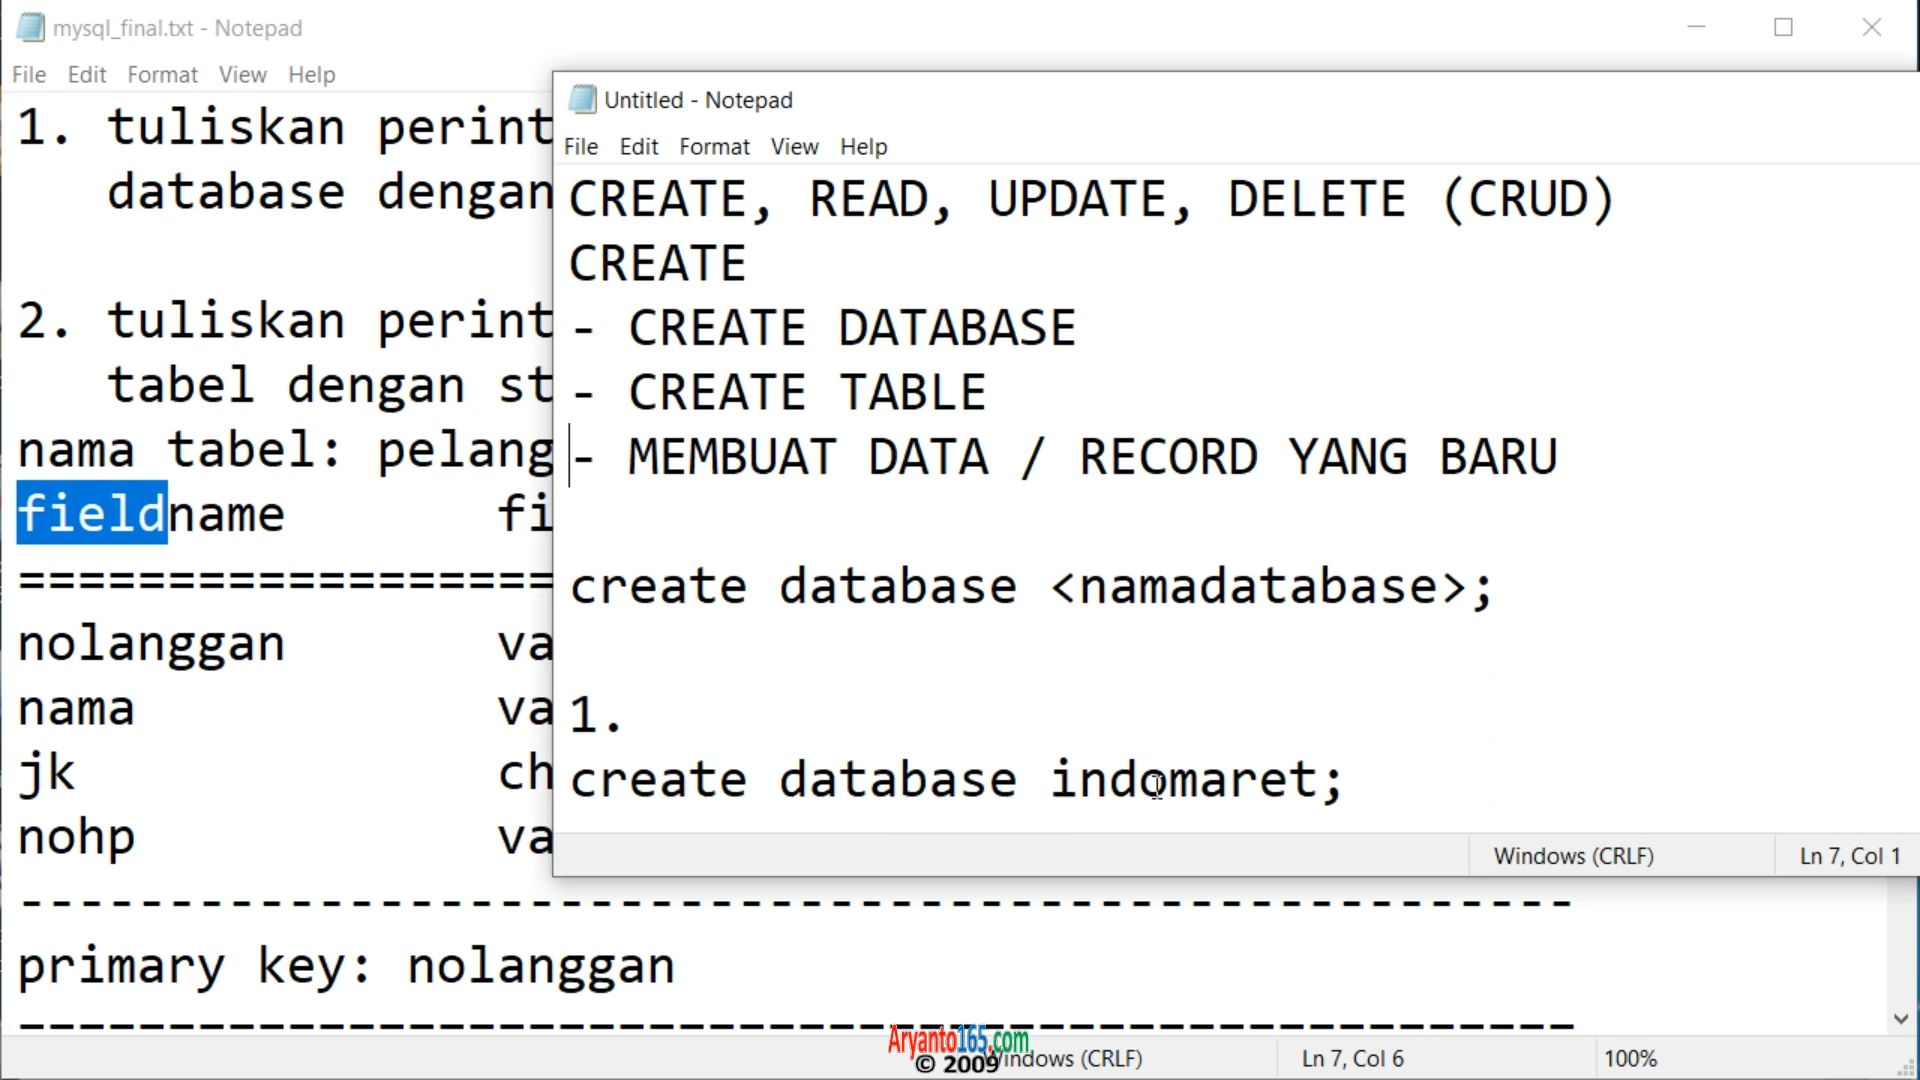 mysql_final.txt - Notepad
File Edit Format View Help
1. tuliskan perint
database dengan
2. tuliskan perint
tabel dengan st
nama tabel: pelang
fieldname fi
==================
nolanggan va
nama va
jk ch
nohp va
----------------------------------------------------
primary key: nolanggan
----------------------------------------------------
Windows (CRLF) Ln 7, Col 6 100%
Untitled - Notepad
File Edit Format View Help
CREATE, READ, UPDATE, DELETE (CRUD)
CREATE
- CREATE DATABASE
- CREATE TABLE
- MEMBUAT DATA / RECORD YANG BARU
create database <namadatabase>;
1.
create database indomaret;
Windows (CRLF) Ln 7, Col 1
Aryanto165.com
© 2009